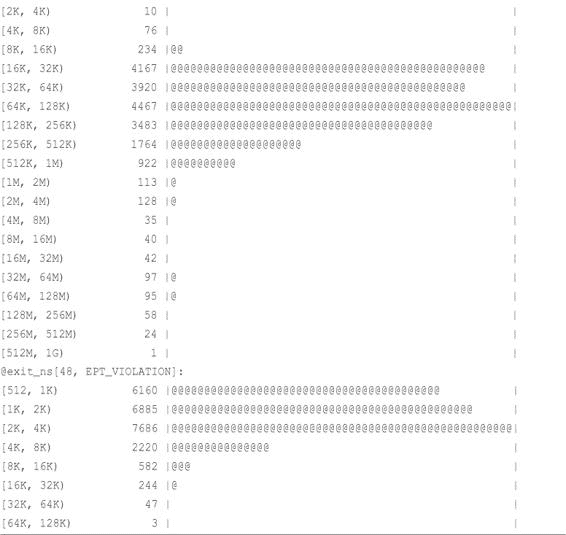 [2K, 4K) 10 | |
[4K, 8K) 76 | |
[8K, 16K) 234 |@@ |
[16K, 32K) 4167 |@@@@@@@@@@@@@@@@@@@@@@@@@@@@@@@@@@@@@@@@@@@@@@@@ |
[32K, 64K) 3920 |@@@@@@@@@@@@@@@@@@@@@@@@@@@@@@@@@@@@@@@@@@@@@ |
[64K, 128K) 4467 |@@@@@@@@@@@@@@@@@@@@@@@@@@@@@@@@@@@@@@@@@@@@@@@@@@@@|
[128K, 256K) 3483 |@@@@@@@@@@@@@@@@@@@@@@@@@@@@@@@@@@@@@@@@ |
[256K, 512K) 1764 |@@@@@@@@@@@@@@@@@@@@ |
[512K, 1M) 922 |@@@@@@@@@@ |
[1M, 2M) 113 |@ |
[2M, 4M) 128 |@ |
[4M, 8M) 35 | |
[8M, 16M) 40 | |
[16M, 32M) 42 | |
[32M, 64M) 97 |@ |
[64M, 128M) 95 |@ |
[128M, 256M) 58 | |
[256M, 512M) 24 | |
[512M, 1G) 1 | |
@exit_ns[48, EPT_VIOLATION]:
[512, 1K) 6160 |@@@@@@@@@@@@@@@@@@@@@@@@@@@@@@@@@@@@@@@@@ |
[1K, 2K) 6885 |@@@@@@@@@@@@@@@@@@@@@@@@@@@@@@@@@@@@@@@@@@@@@@ |
[2K, 4K) 7686 |@@@@@@@@@@@@@@@@@@@@@@@@@@@@@@@@@@@@@@@@@@@@@@@@@@@@|
[4K, 8K) 2220 |@@@@@@@@@@@@@@@ |
[8K, 16K) 582 |@@@ |
[16K, 32K) 244 |@ |
[32K, 64K) 47 | |
[64K, 128K) 3 | |